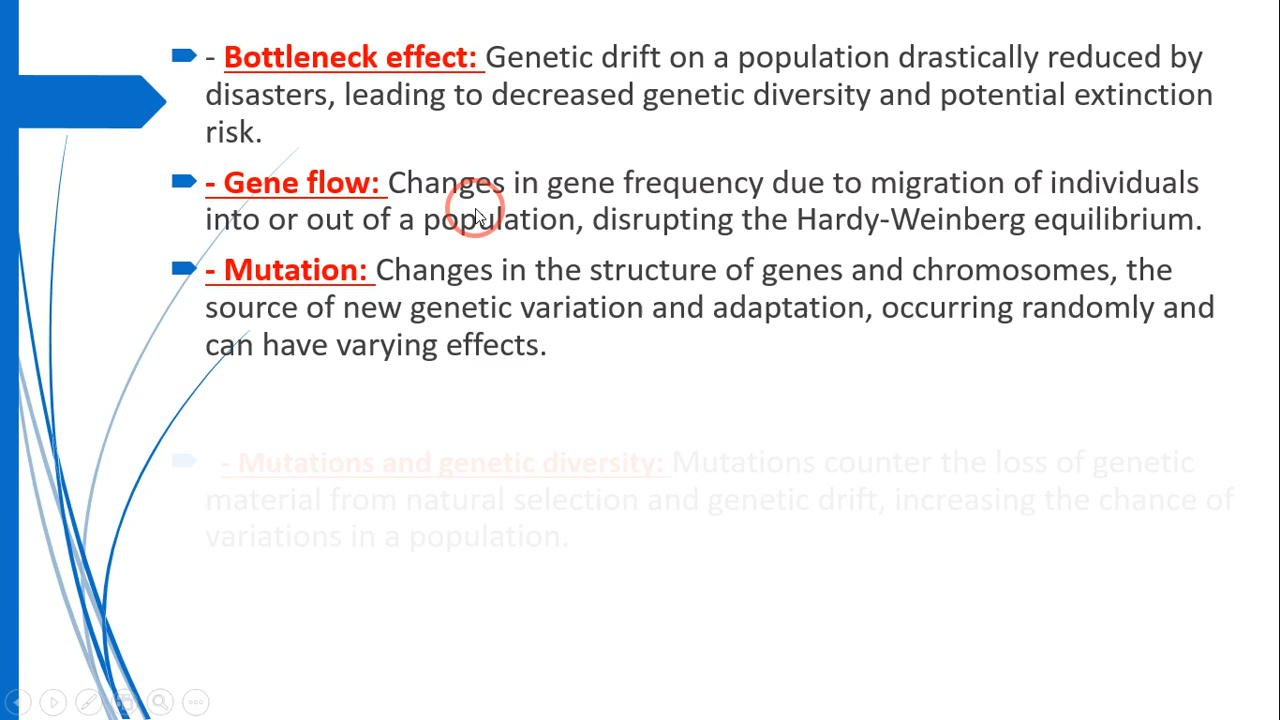 - Bottleneck effect: Genetic drift on a population drastically reduced by
disasters, leading to decreased genetic diversity and potential extinction
risk.
- Gene flow: Changes in gene frequency due to migration of individuals
into or out of a population, disrupting the Hardy-Weinberg equilibrium.
- Mutation: Changes in the structure of genes and chromosomes, the
source of new genetic variation and adaptation, occurring randomly and
can have varying effects.
- Mutations and genetic diversity: Mutations counter the loss of genetic
material from natural selection and genetic drift, increasing the chance of
variations in a population.